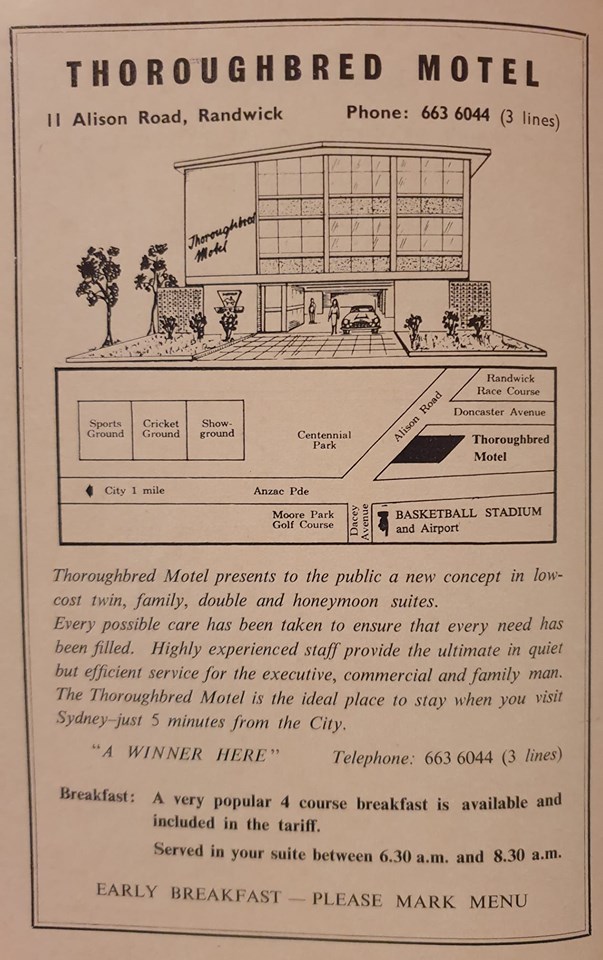 THOROUGHBRED MOTEL
11 Alison Road, Randwick Phone: 663 6044 (3 lines)
Thoroughbred
Motel
Randwick
Race Course
Alison Road
Doncaster Avenue
Sports
Ground
Cricket
Ground
Show-
ground
Centennial
Park
Thoroughbred
Motel
City 1 mile
Anzac Pde
Moore Park
Golf Course
Dacey
Avenue
BASKETBALL STADIUM
and Airport
Thoroughbred Motel presents to the public a new concept in low-
cost twin, family, double and honeymoon suites.
Every possible care has been taken to ensure that every need has
been filled. Highly experienced staff provide the ultimate in quiet
but efficient service for the executive, commercial and family man.
The Thoroughbred Motel is the ideal place to stay when you visit
Sydney–just 5 minutes from the City.
"A WINNER HERE" Telephone: 663 6044 (3 lines)
Breakfast: A very popular 4 course breakfast is available and
included in the tariff.
Served in your suite between 6.30 a.m. and 8.30 a.m.
EARLY BREAKFAST — PLEASE MARK MENU